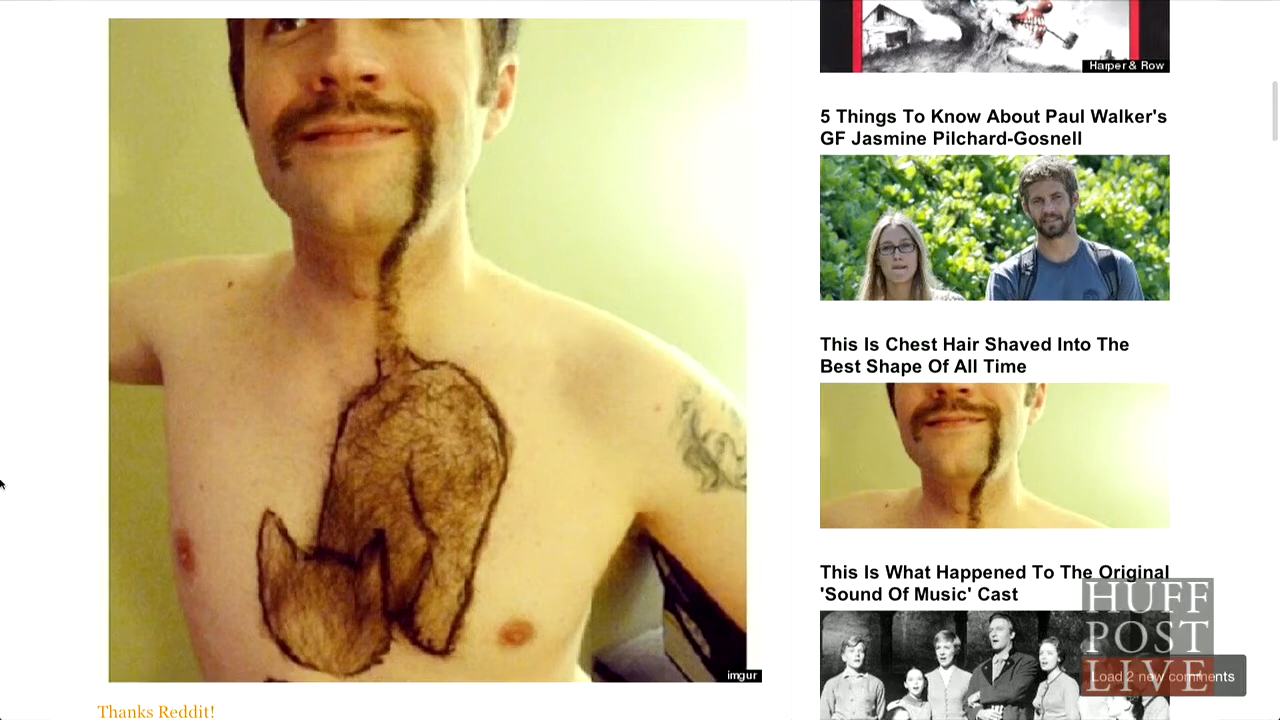 Harper & Row
5 Things To Know About Paul Walker's
GF Jasmine Pilchard-Gosnell
This Is Chest Hair Shaved Into The
Best Shape Of All Time
This Is What Happened To The Original
'Sound Of Music' Cast
HUFF
POST
LIVE
Load 2 new comments
imgur
Thanks Reddit!